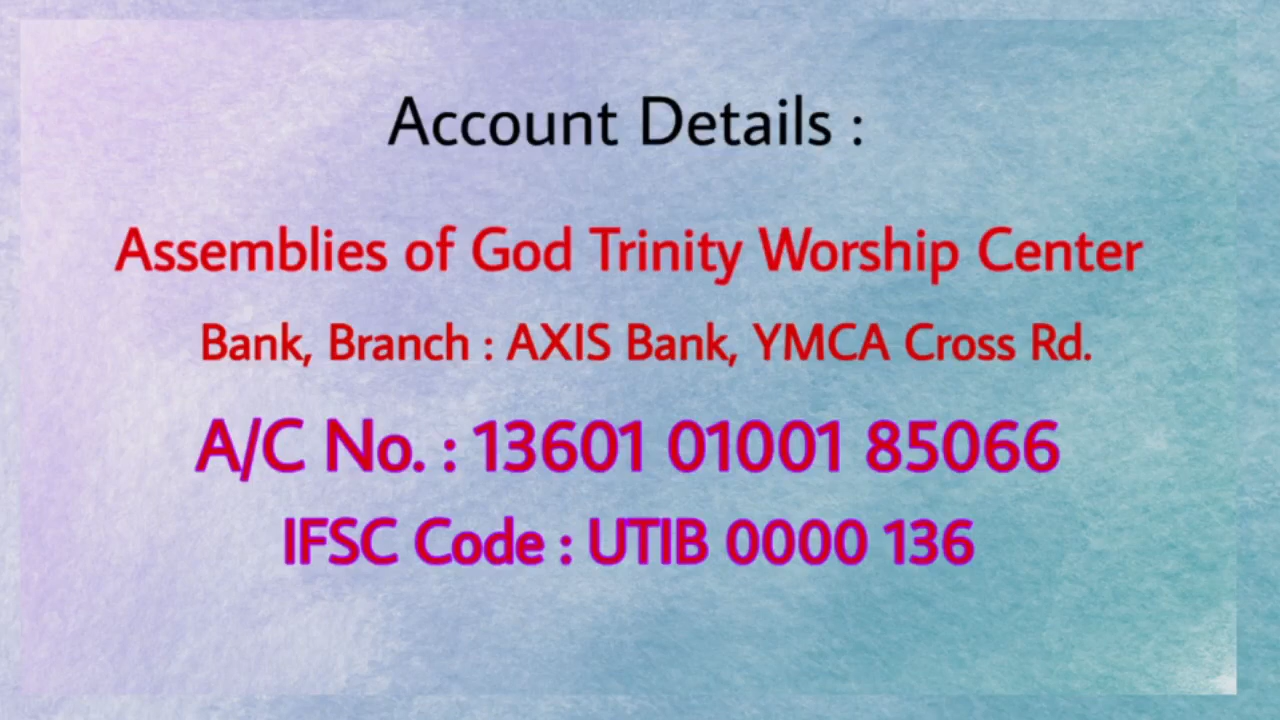 Account Details :
Assemblies of God Trinity Worship Center
Bank, Branch : AXIS Bank, YMCA Cross Rd.
A/C No. : 13601 01001 85066
IFSC Code : UTIB 0000 136